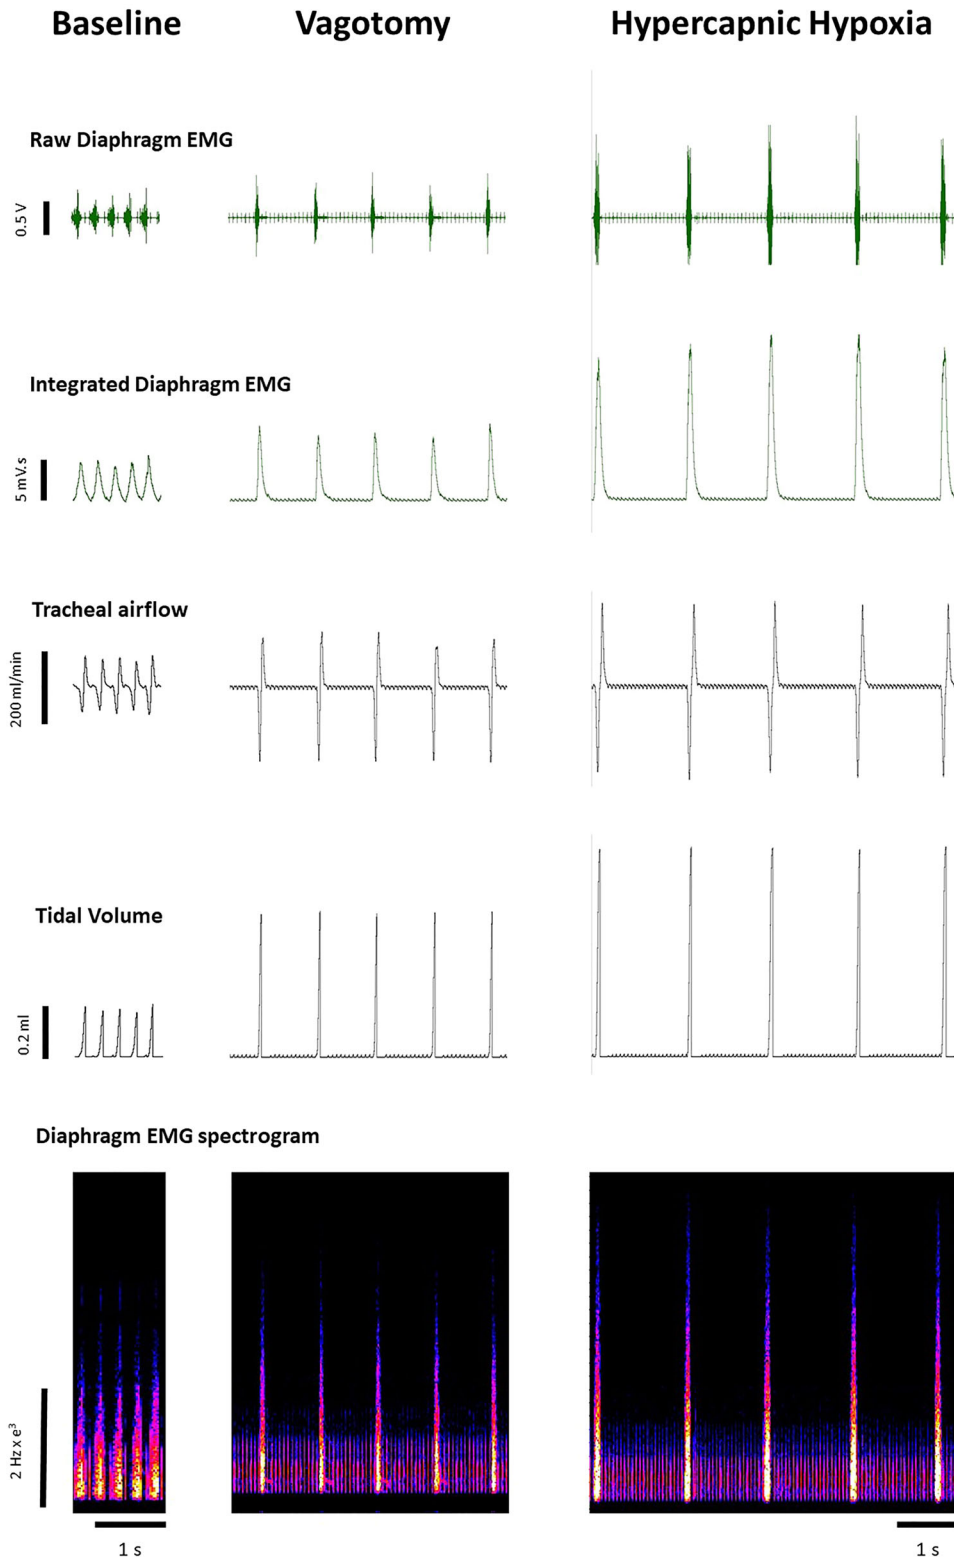 Baseline Vagotomy Hypercapnic Hypoxia
Raw Diaphragm EMG
0.5 V
Integrated Diaphragm EMG
5 mV.s
Tracheal airflow
200 ml/min
Tidal Volume
0.2 ml
Diaphragm EMG spectrogram
2 Hz x e³
1 s 1 s